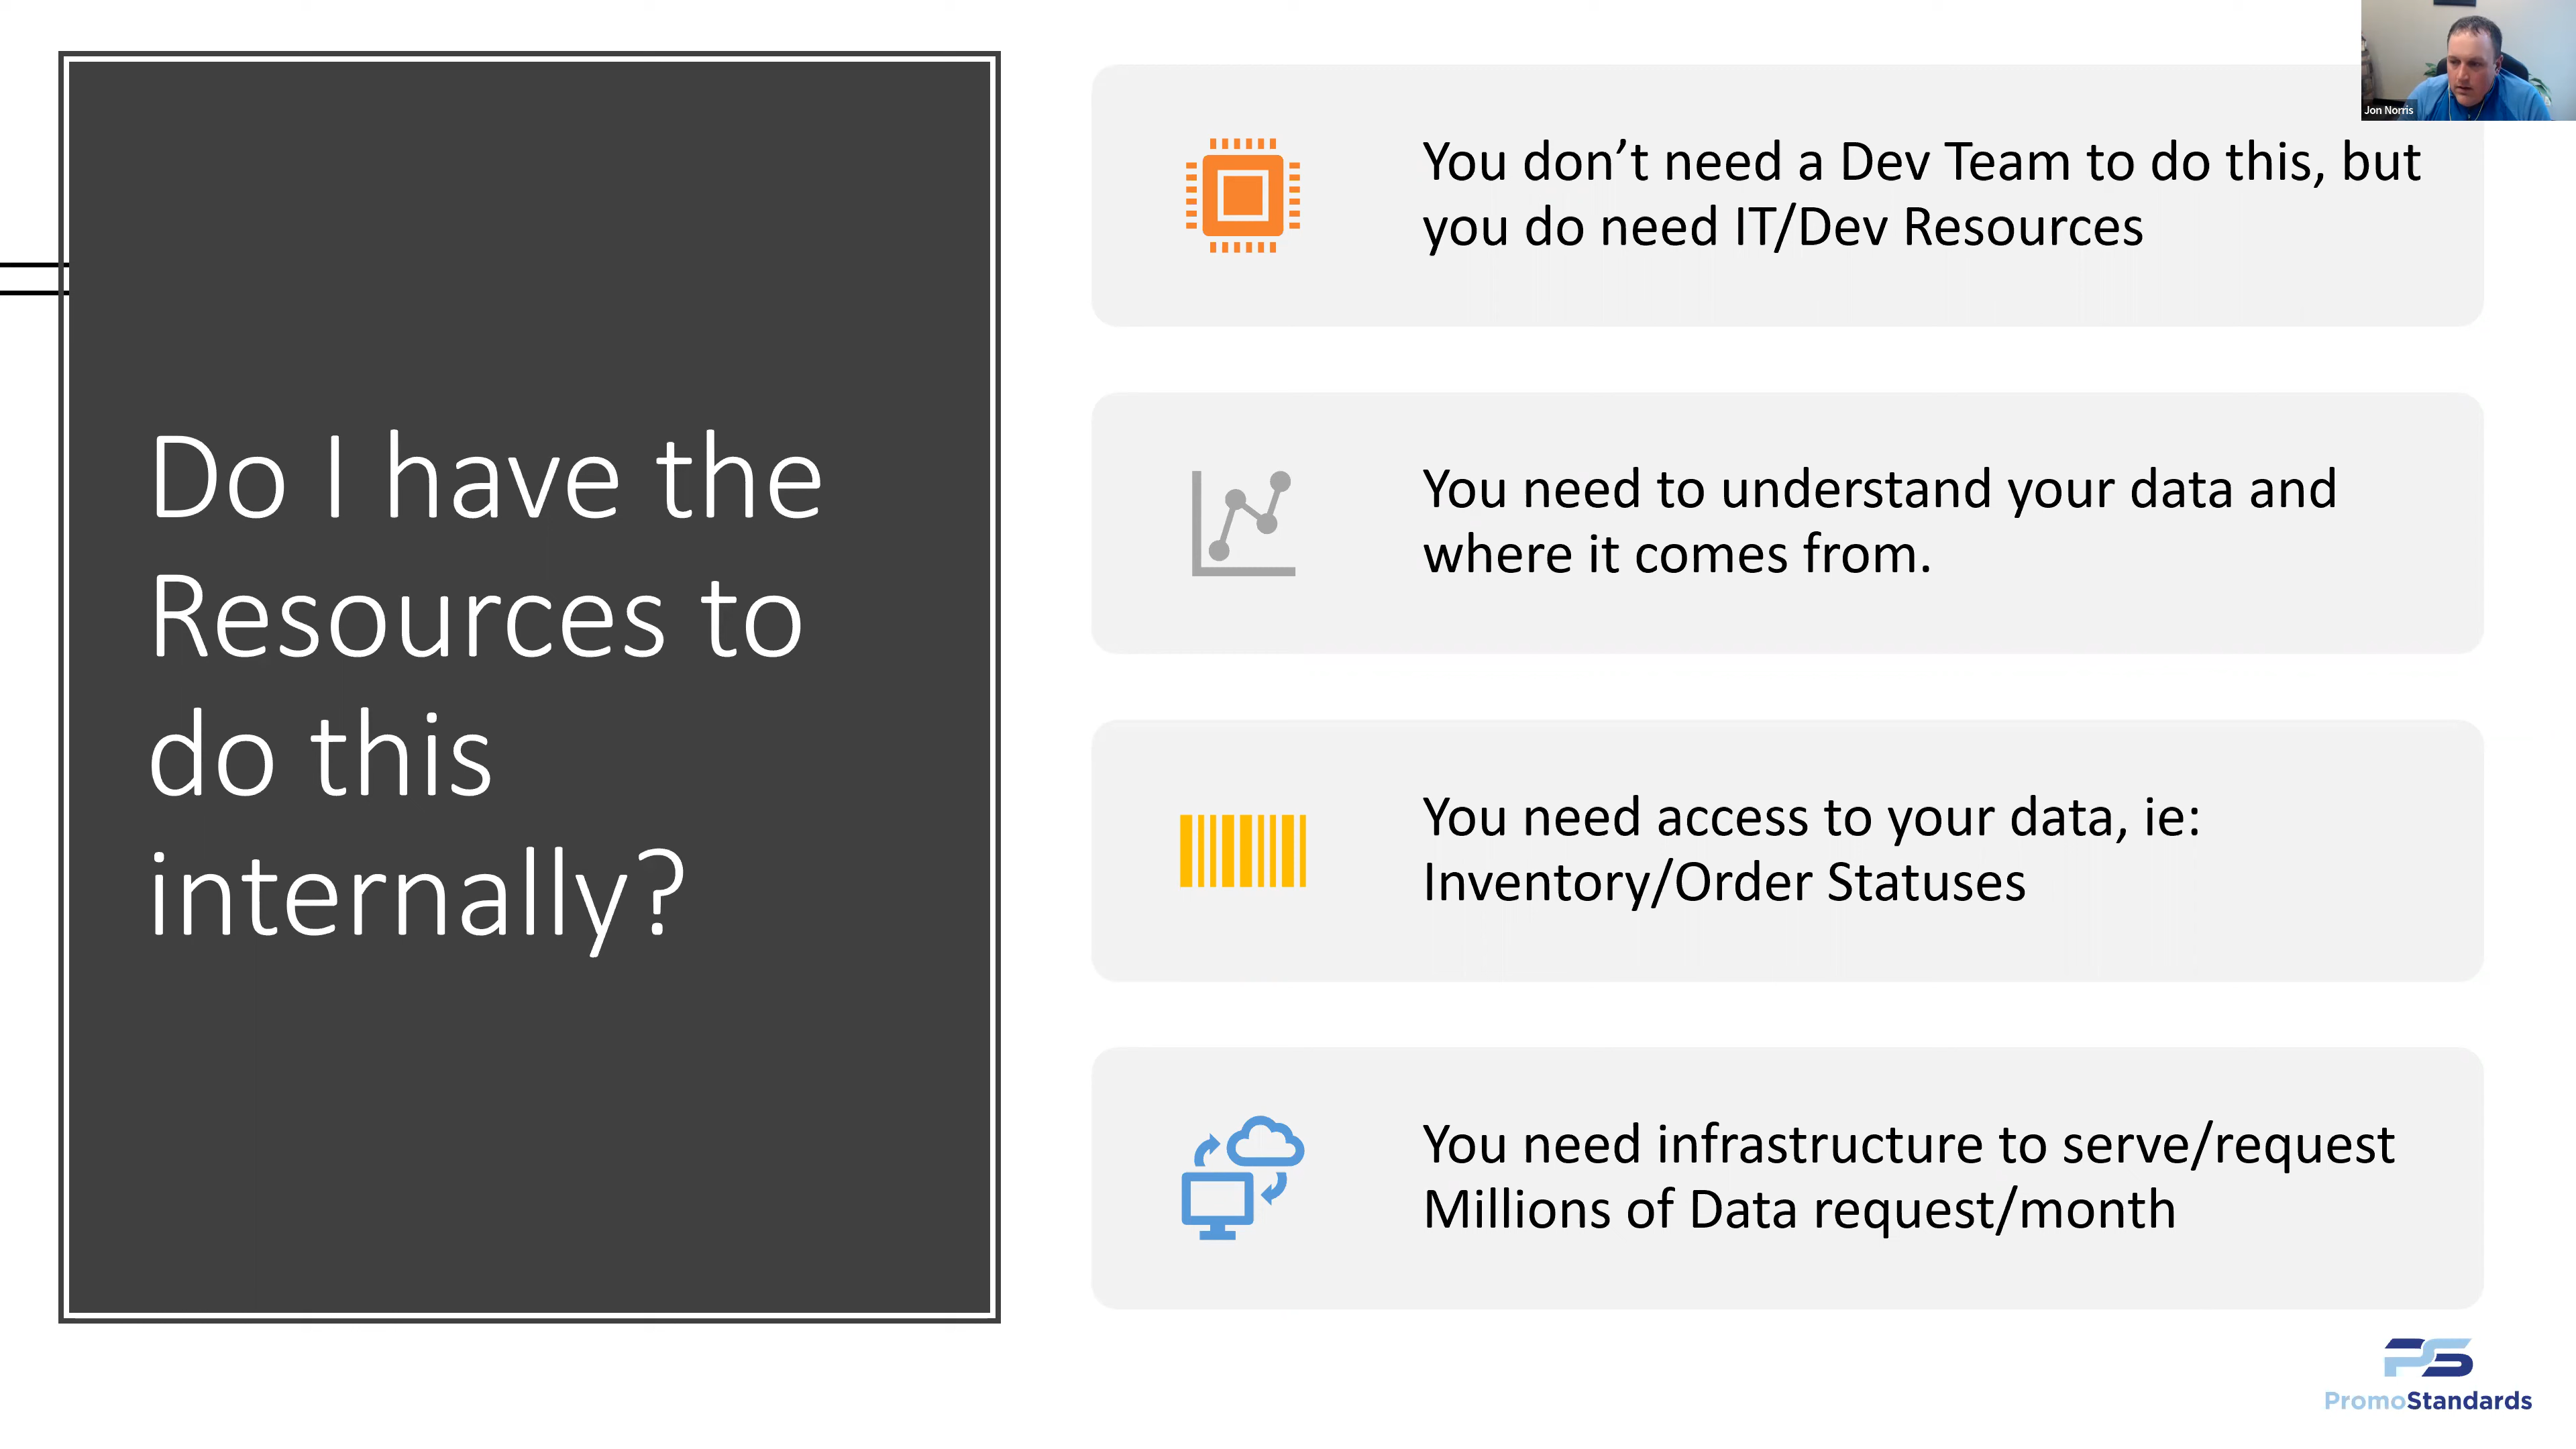 Do I have the
Resources to
do this
internally?
Jon Norris
You don’t need a Dev Team to do this, but
you do need IT/Dev Resources
You need to understand your data and
where it comes from.
You need access to your data, ie:
Inventory/Order Statuses
You need infrastructure to serve/request
Millions of Data request/month
PS
PromoStandards